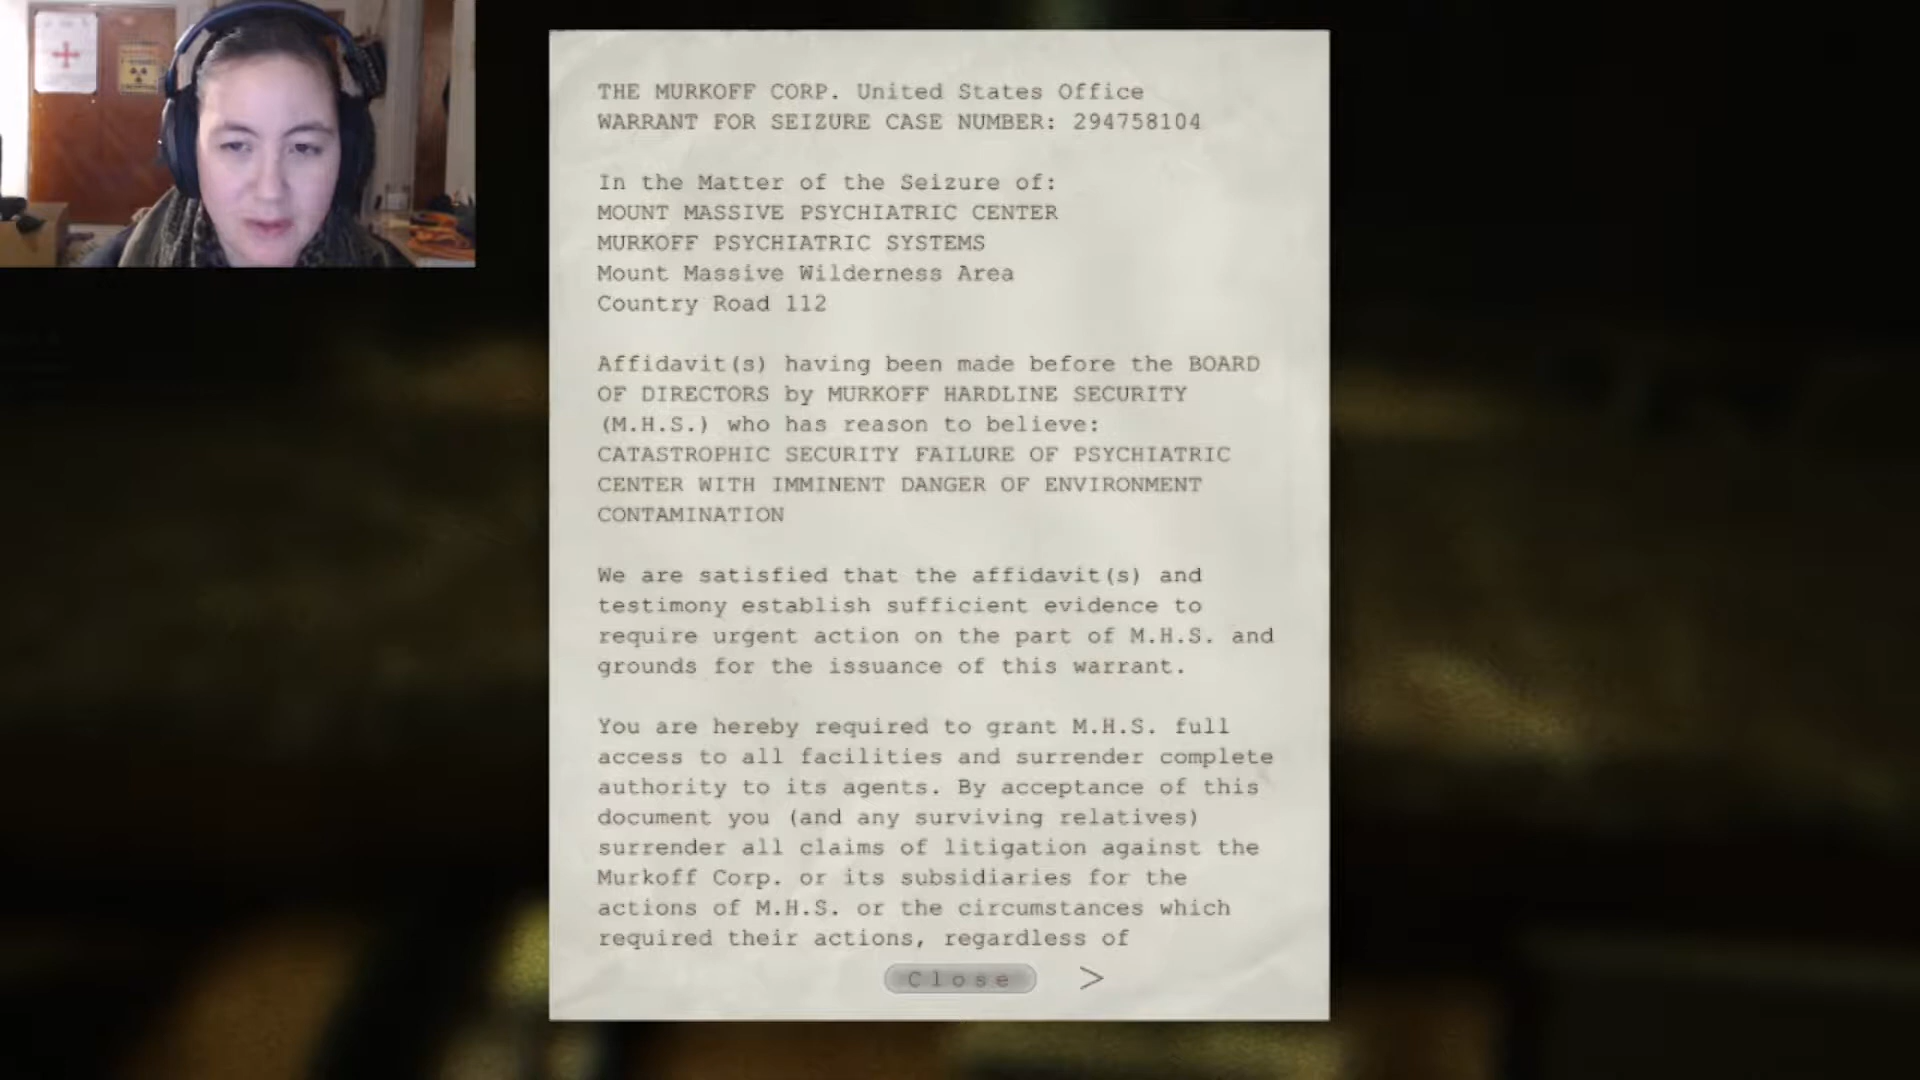 THE MURKOFF CORP. United States Office
WARRANT FOR SEIZURE CASE NUMBER: 294758104
In the Matter of the Seizure of:
MOUNT MASSIVE PSYCHIATRIC CENTER
MURKOFF PSYCHIATRIC SYSTEMS
Mount Massive Wilderness Area
Country Road 112
Affidavit(s) having been made before the BOARD
OF DIRECTORS by MURKOFF HARDLINE SECURITY
(M.H.S.) who has reason to believe:
CATASTROPHIC SECURITY FAILURE OF PSYCHIATRIC
CENTER WITH IMMINENT DANGER OF ENVIRONMENT
CONTAMINATION
We are satisfied that the affidavit(s) and
testimony establish sufficient evidence to
require urgent action on the part of M.H.S. and
grounds for the issuance of this warrant.
You are hereby required to grant M.H.S. full
access to all facilities and surrender complete
authority to its agents. By acceptance of this
document you (and any surviving relatives)
surrender all claims of litigation against the
Murkoff Corp. or its subsidiaries for the
actions of M.H.S. or the circumstances which
required their actions, regardless of
Close >